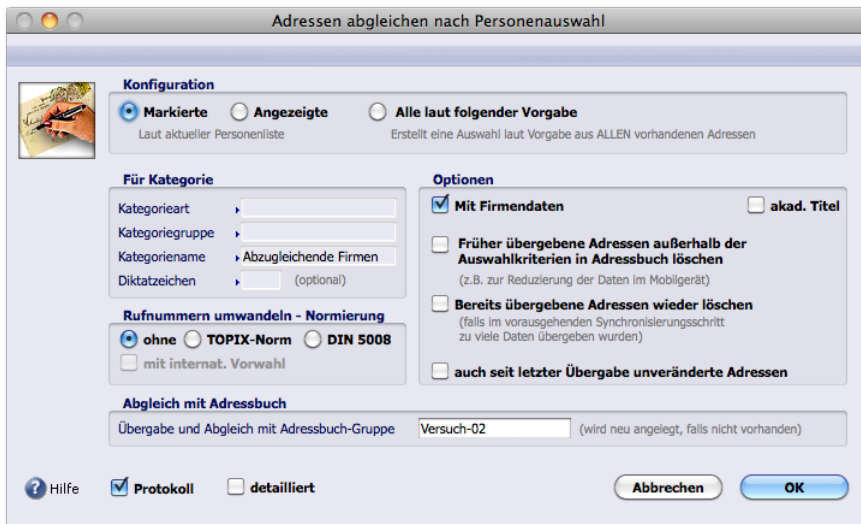 Adressen abgleichen nach Personenauswahl
Konfiguration
Markierte Angezeigte Alle laut folgender Vorgabe
Laut aktueller Personenliste Erstellt eine Auswahl laut Vorgabe aus ALLEN vorhandenen Adressen
Für Kategorie
Kategorieart
Kategoriegruppe
Kategoriename Abzugleichende Firmen
Diktatzeichen (optional)
Rufnummern umwandeln - Normierung
ohne TOPIX-Norm DIN 5008
mit internat. Vorwahl
Optionen
Mit Firmendaten akad. Titel
Früher übergebene Adressen außerhalb der
Auswahlkriterien in Adressbuch löschen
(z.B. zur Reduzierung der Daten im Mobilgerät)
Bereits übergebene Adressen wieder löschen
(falls im vorausgehenden Synchronisierungsschritt
zu viele Daten übergeben wurden)
auch seit letzter Übergabe unveränderte Adressen
Abgleich mit Adressbuch
Übergabe und Abgleich mit Adressbuch-Gruppe Versuch-02 (wird neu angelegt, falls nicht vorhanden)
? Hilfe Protokoll detailliert Abbrechen OK